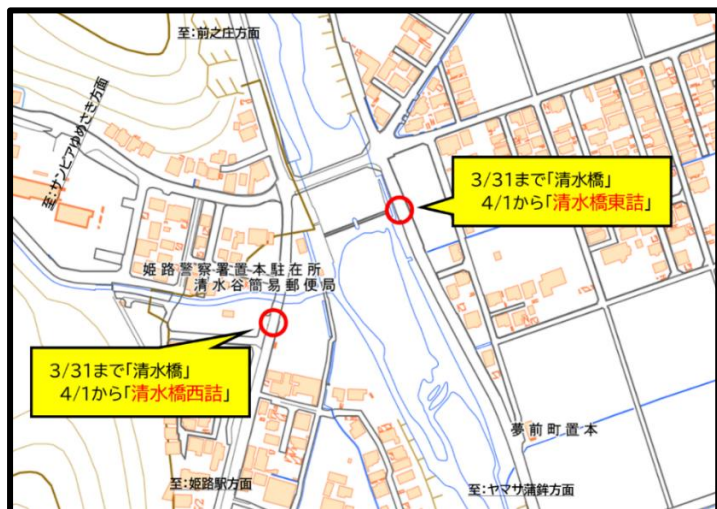 至:前之庄方面
至:サンピアゆめさき方面
3/31まで「清水橋」
4/1から「清水橋東詰」
姫路警察署置本駐在所
清水谷簡易郵便局
3/31まで「清水橋」
4/1から「清水橋西詰」
夢前町置本
至:姫路駅方面
至:ヤマサ蒲鉾方面